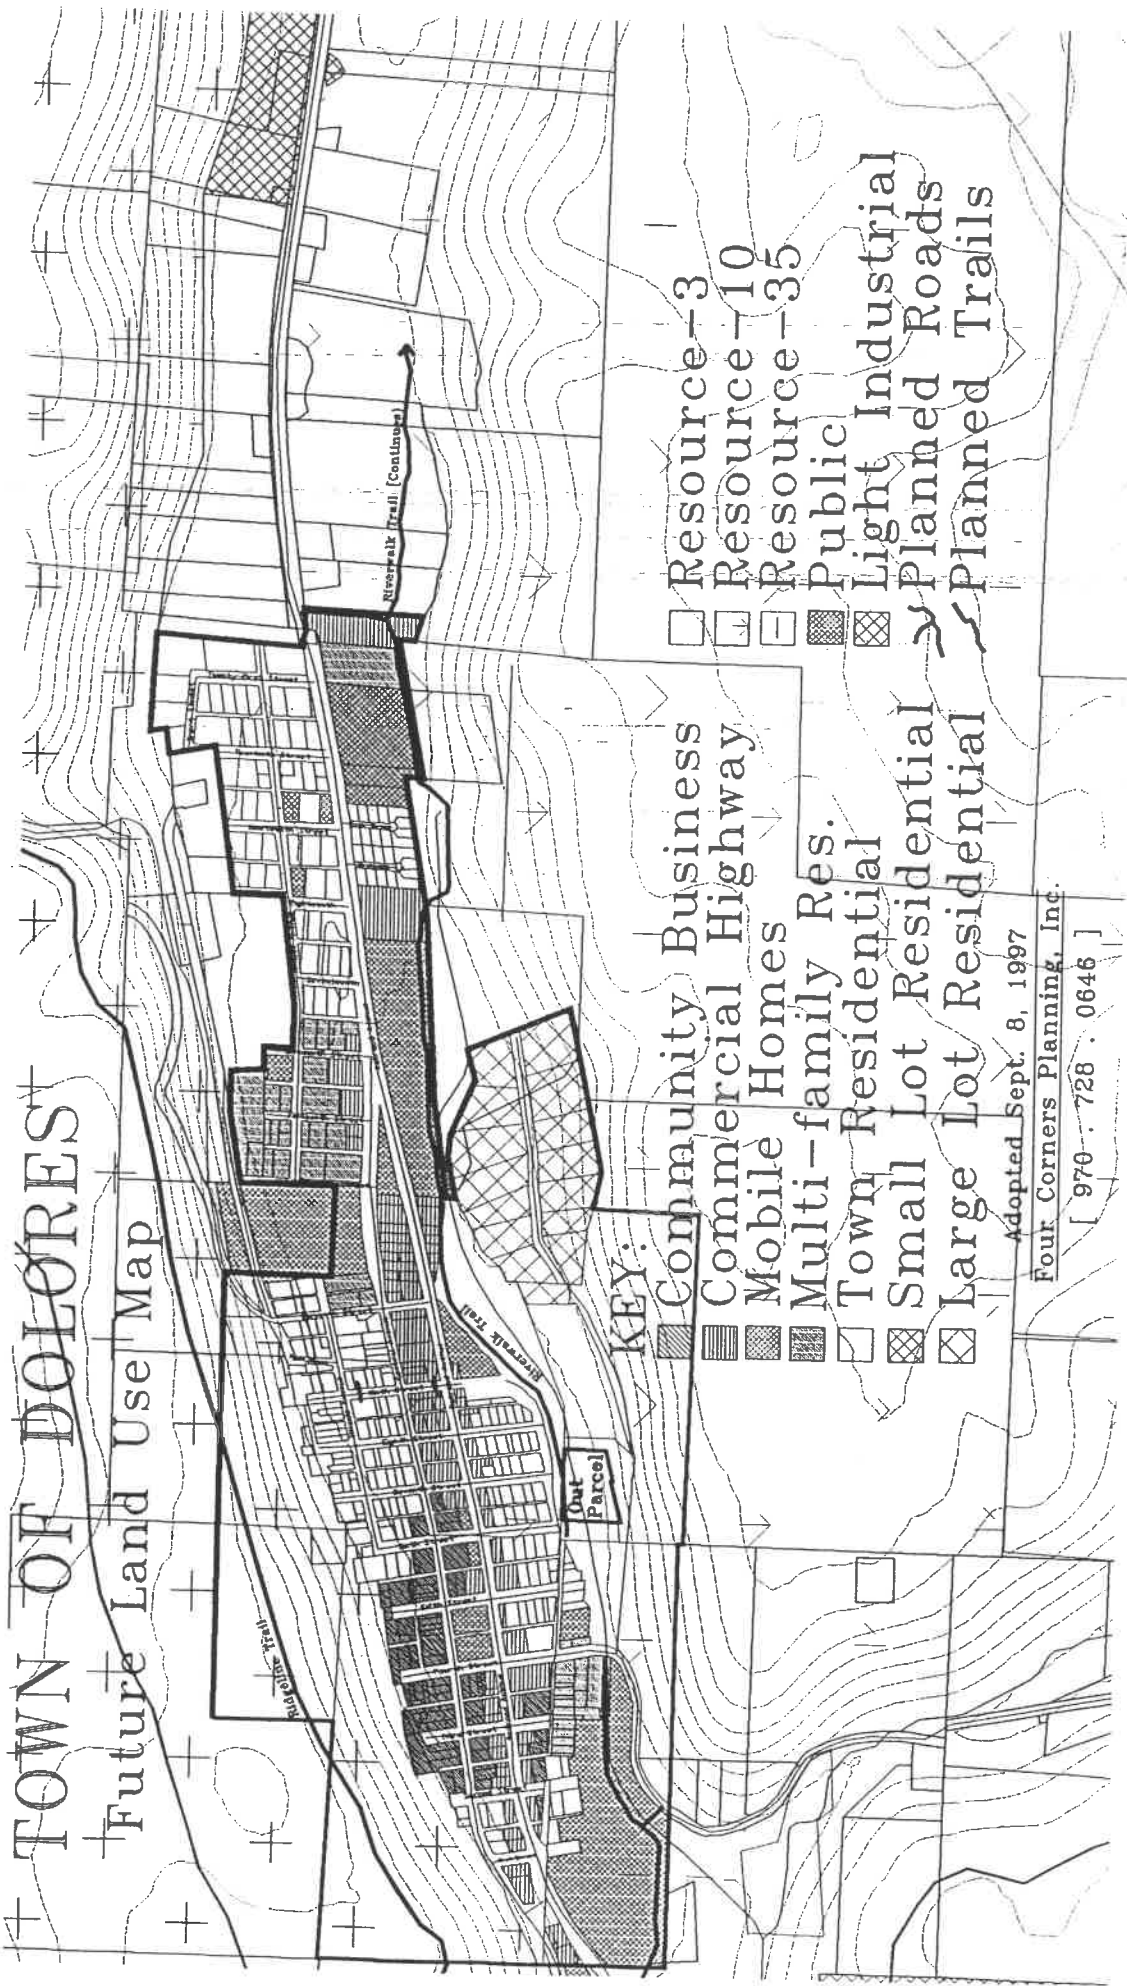 TOWN OF DOLORES
Future Land Use Map
Ridgeline Trail
Riverwalk Trail
Riverwalk Trail (Continues)
Out
Parcel
KEY:
Community Business
Commercial Highway
Mobile Homes
Multi-family Res.
Town Residential
Small Lot Residential
Large Lot Residential
Resource-3
Resource-10
Resource-35
Public
Light Industrial
Planned Roads
Planned Trails
Adopted Sept. 8, 1997
Four Corners Planning, Inc.
[ 970 . 728 . 0646 ]